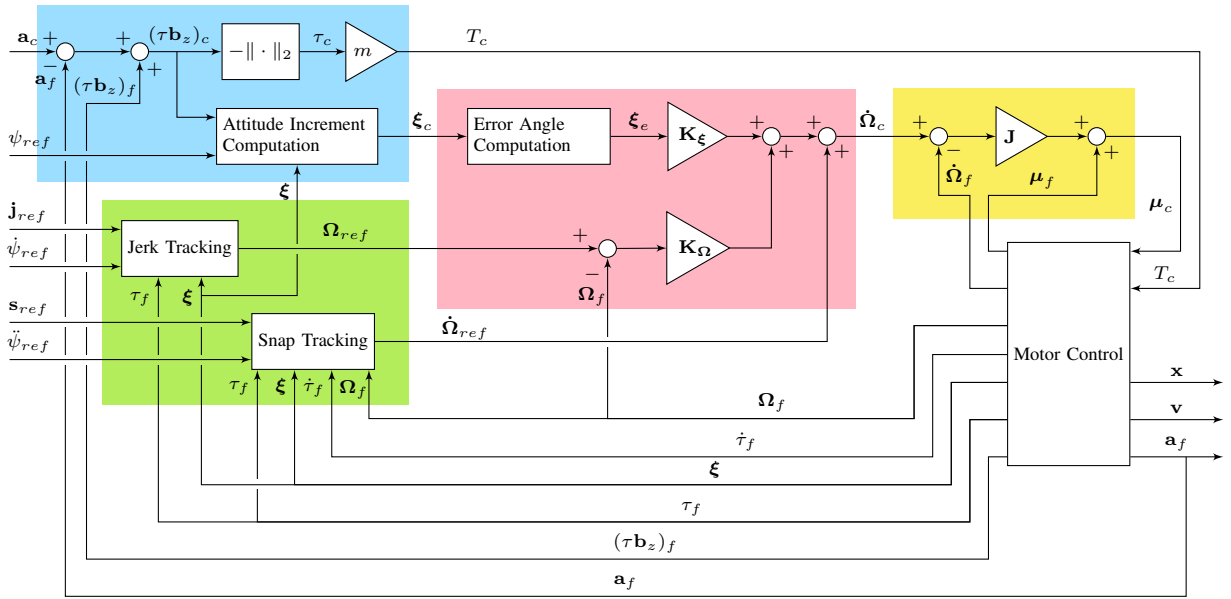 𝐚_c + + (τ𝐛_z)_c −‖·‖₂ τ_c m T_c
𝐚_f − (τ𝐛_z)_f +
ψ_ref Attitude Increment Computation 𝛏_c Error Angle Computation 𝛏_e 𝐊_𝛏 + + + + 𝛀̇_c + − 𝐉 + +
𝛏 𝛀̇_f 𝛍_f
𝐣_ref 𝛍_c
ψ̇_ref Jerk Tracking 𝛀_ref + − 𝐊_𝛀
τ_f 𝛏 𝛀_f T_c
𝐬_ref
ψ̈_ref Snap Tracking 𝛀̇_ref Motor Control
τ_f 𝛏 τ̇_f 𝛀_f 𝐱
𝛀_f 𝐯
τ̇_f 𝐚_f
𝛏
τ_f
(τ𝐛_z)_f
𝐚_f